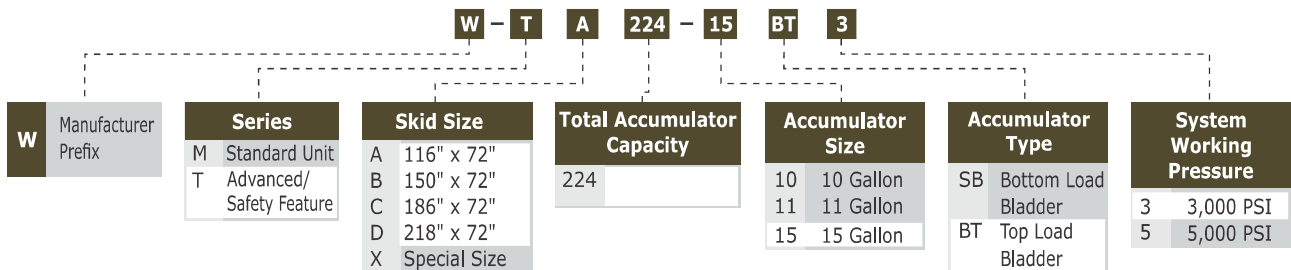 W – T A 224 – 15 BT 3
W Manufacturer
Prefix
Series
M Standard Unit
T Advanced/
Safety Feature
Skid Size
A 116" x 72"
B 150" x 72"
C 186" x 72"
D 218" x 72"
X Special Size
Total Accumulator
Capacity
224
Accumulator
Size
10 10 Gallon
11 11 Gallon
15 15 Gallon
Accumulator
Type
SB Bottom Load
Bladder
BT Top Load
Bladder
System
Working
Pressure
3 3,000 PSI
5 5,000 PSI